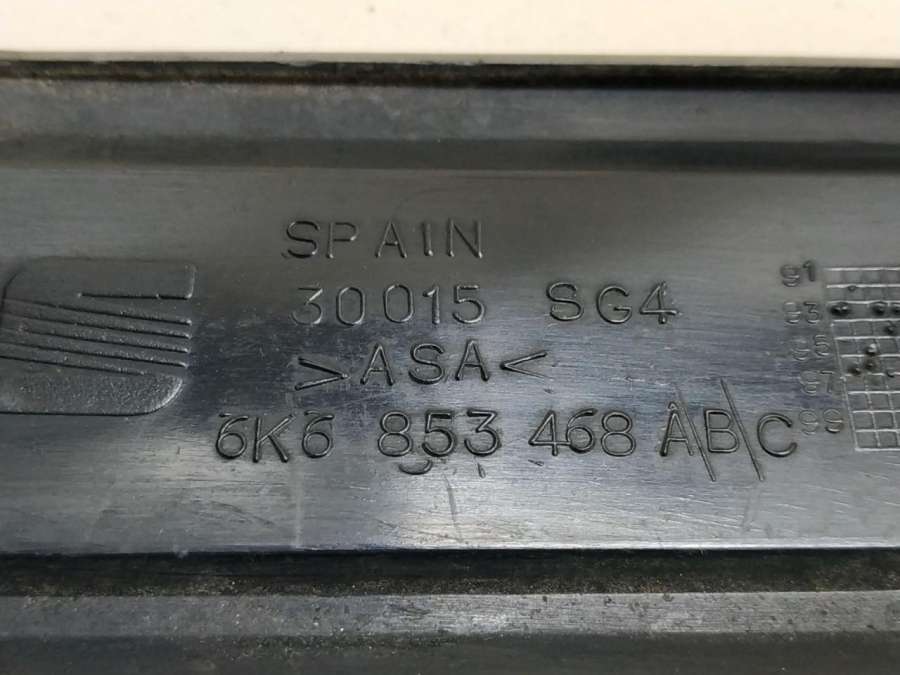 SPAIN
30015 SG4
>ASA<
6K6 853 468 A/B/C
91
93
95
97
99